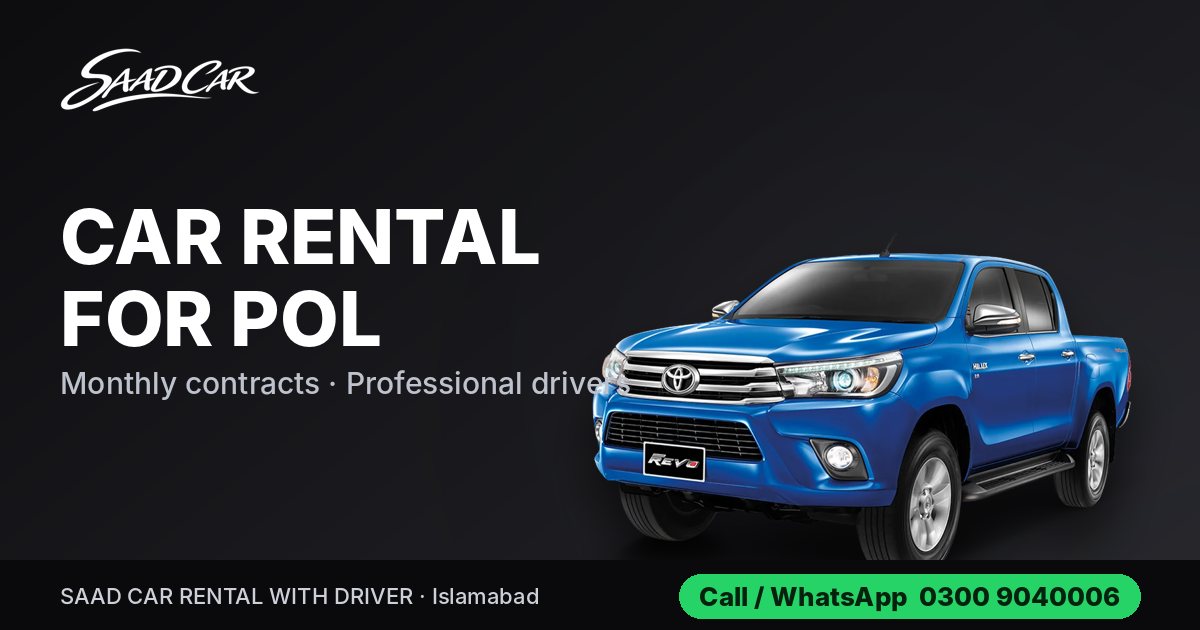 SAAD CAR
CAR RENTAL
FOR POL
Monthly contracts · Professional drivers
HILUX
REVO
SAAD CAR RENTAL WITH DRIVER · Islamabad
Call / WhatsApp 0300 9040006